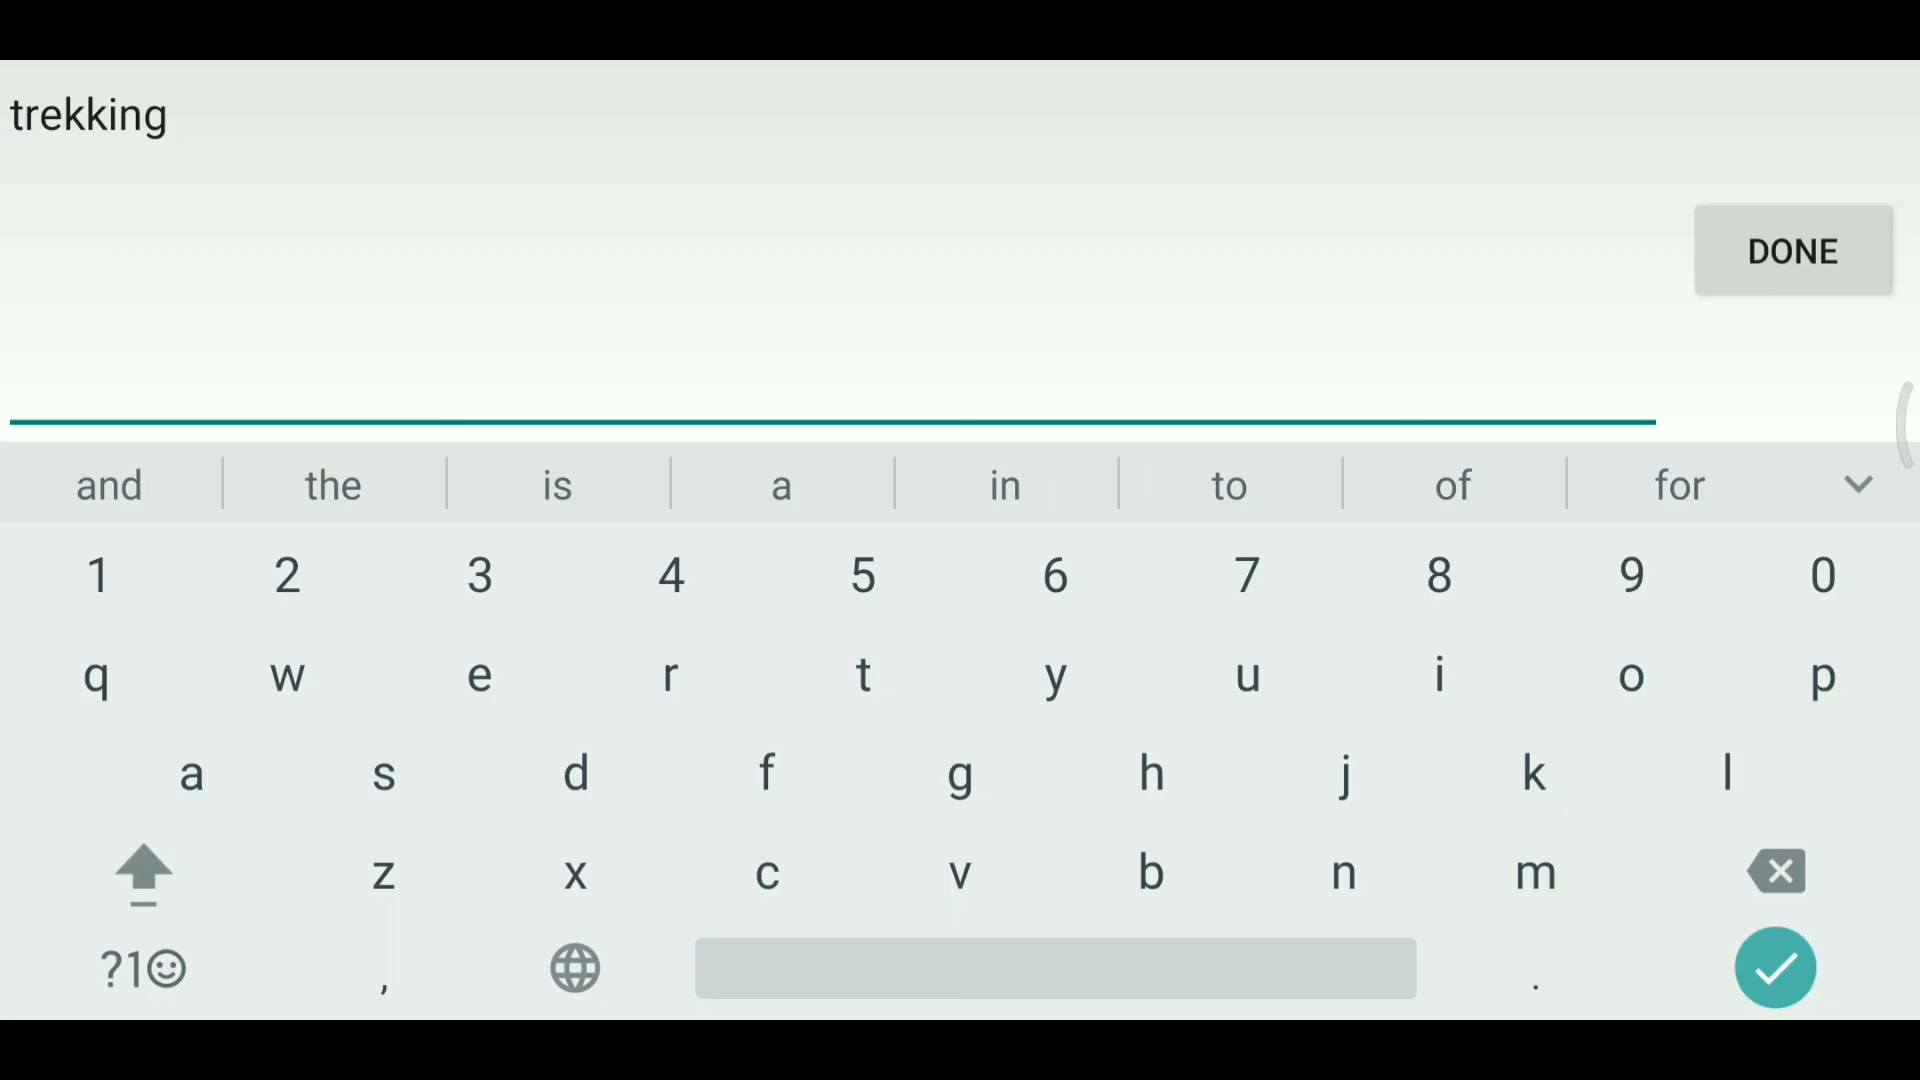 trekking
DONE
and the is a in to of for
1 2 3 4 5 6 7 8 9 0
q w e r t y u i o p
a s d f g h j k l
z x c v b n m
?1☺ , .